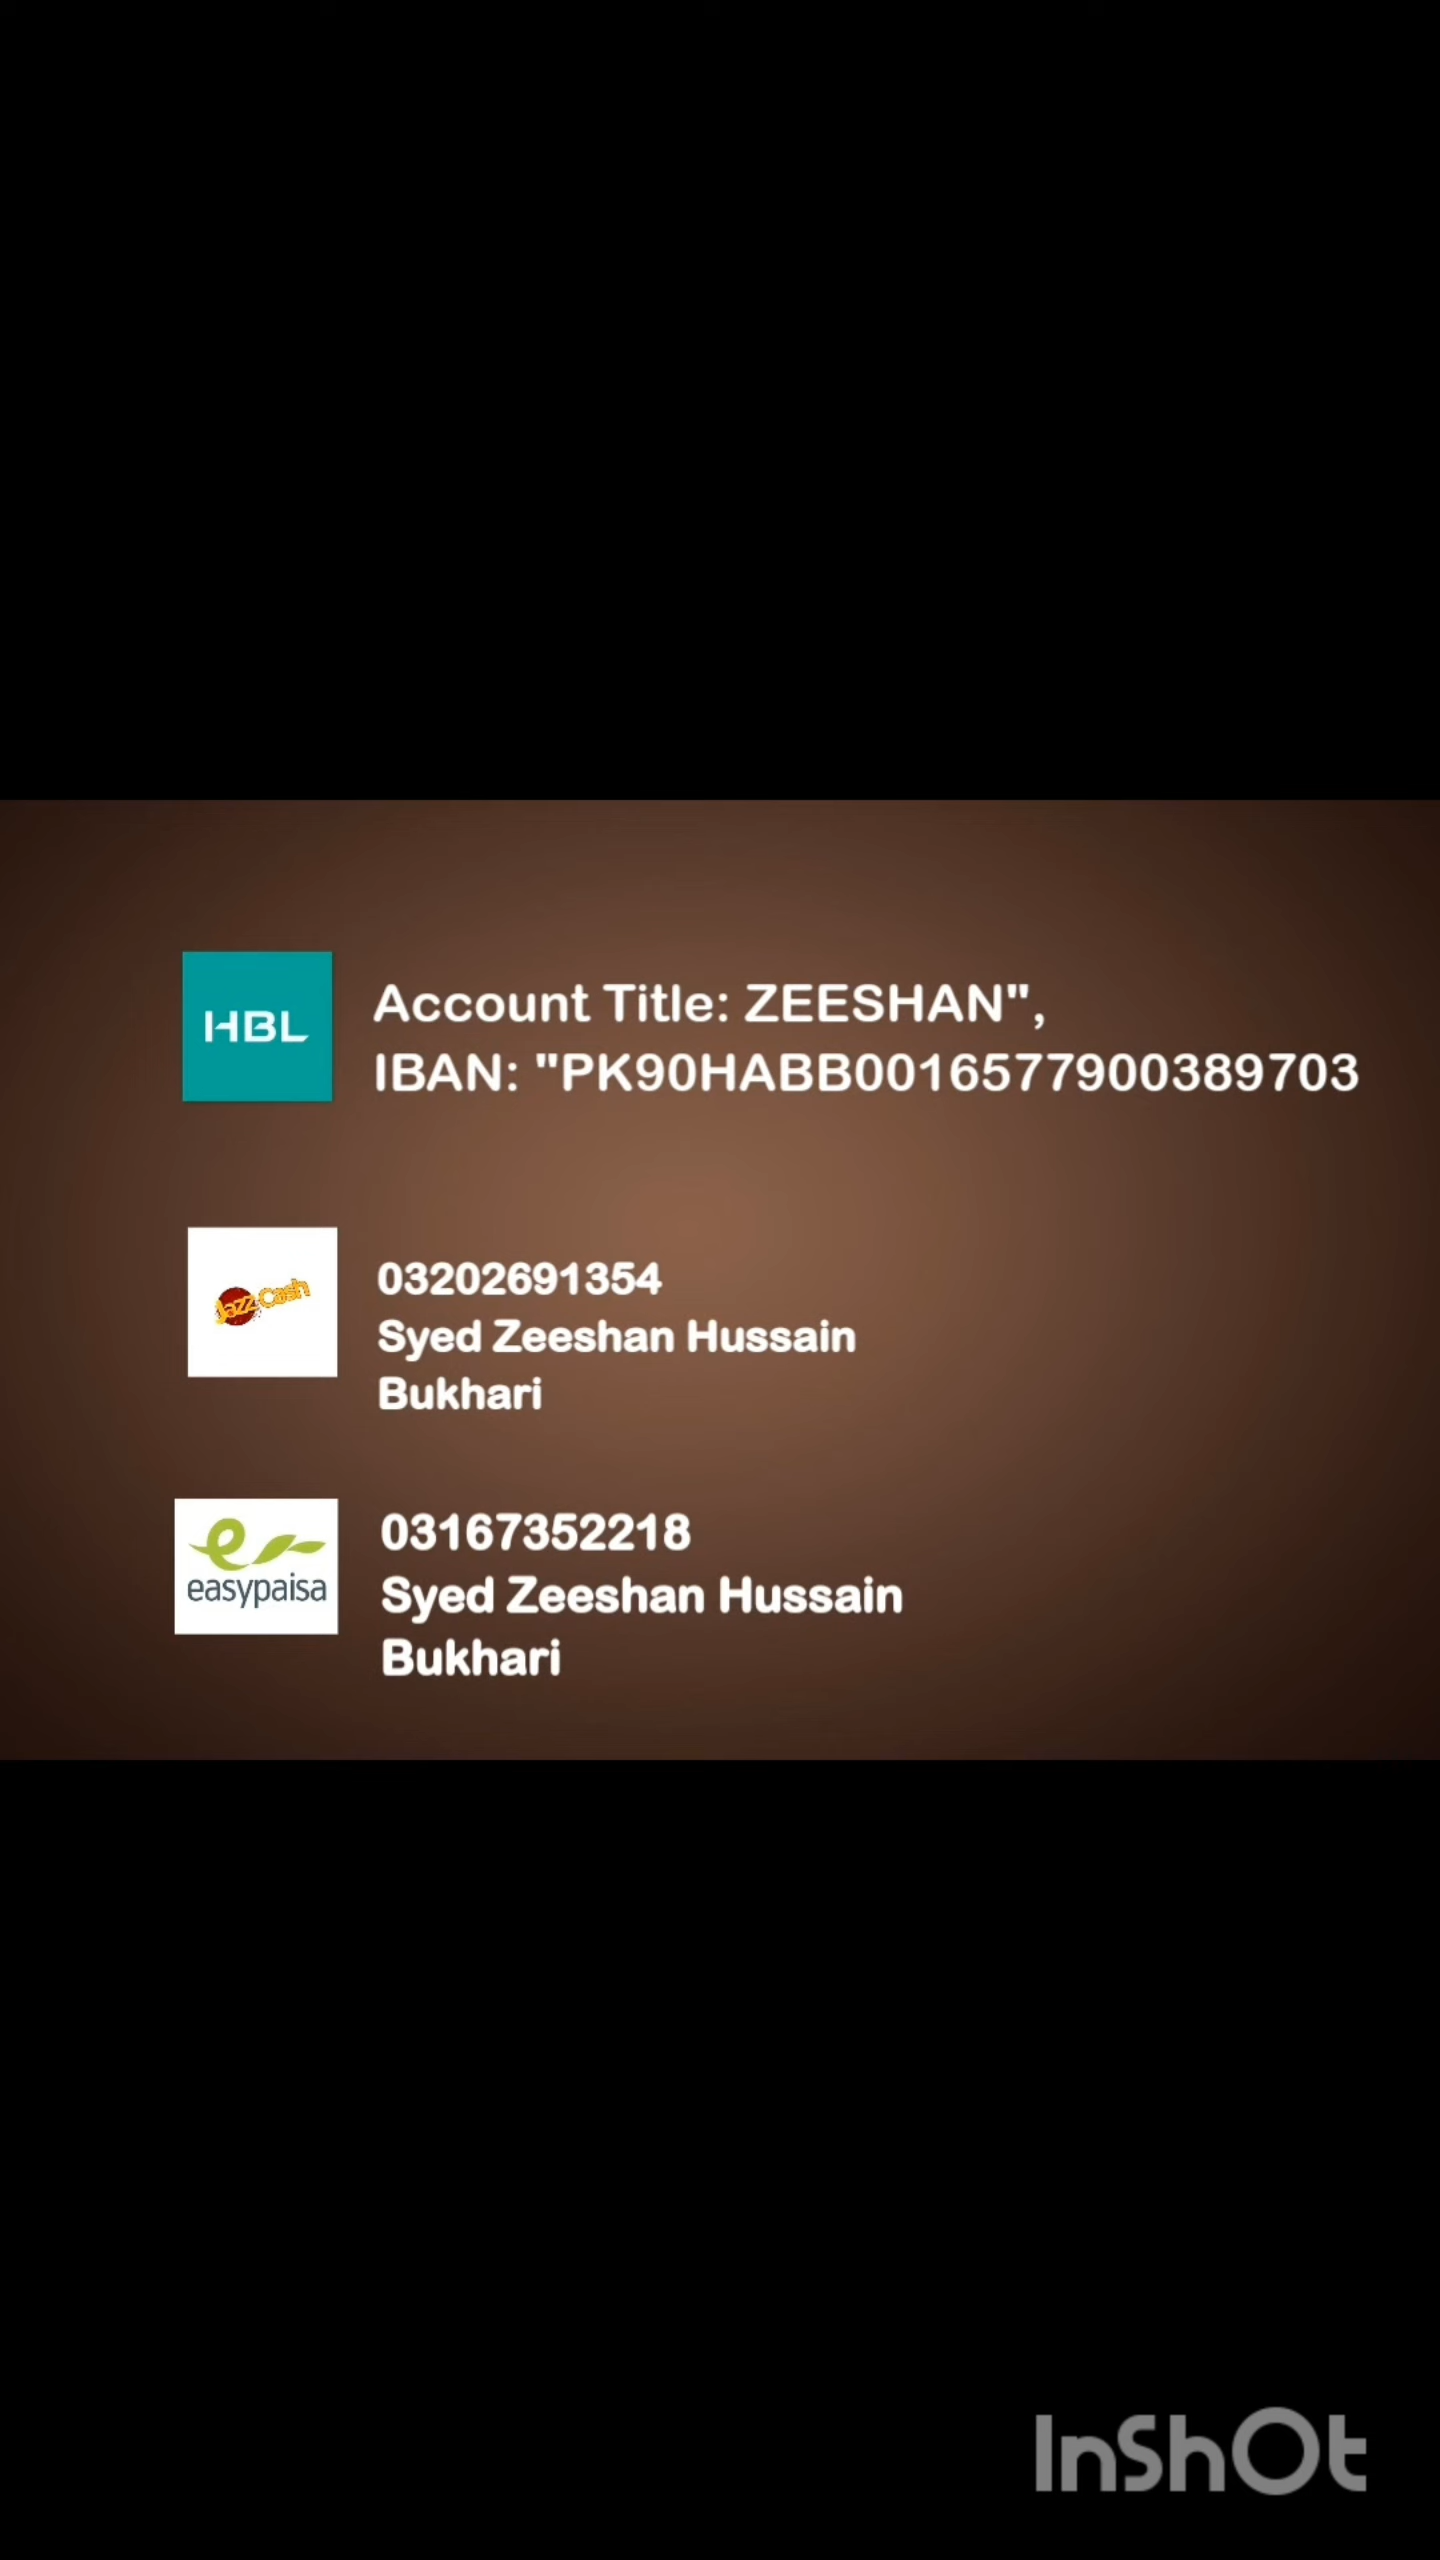 HBL
Account Title: ZEESHAN",
IBAN: "PK90HABB0016577900389703
JazzCash
03202691354
Syed Zeeshan Hussain
Bukhari
easypaisa
03167352218
Syed Zeeshan Hussain
Bukhari
InShOt